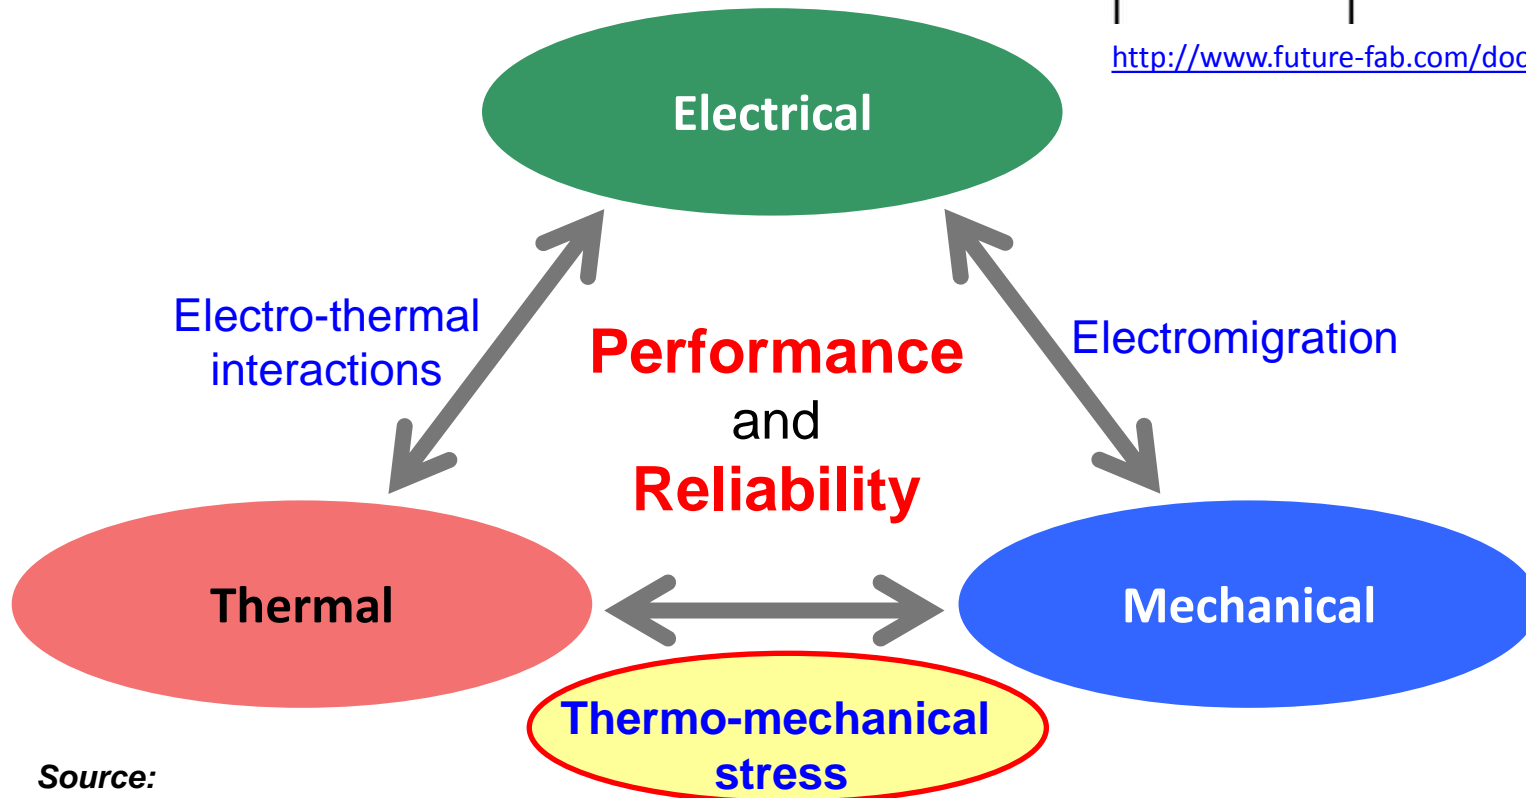 http://www.future-fab.com/doc
Electrical
Electro-thermal
interactions
Performance
and
Reliability
Electromigration
Thermal
Mechanical
Thermo-mechanical
stress
Source: